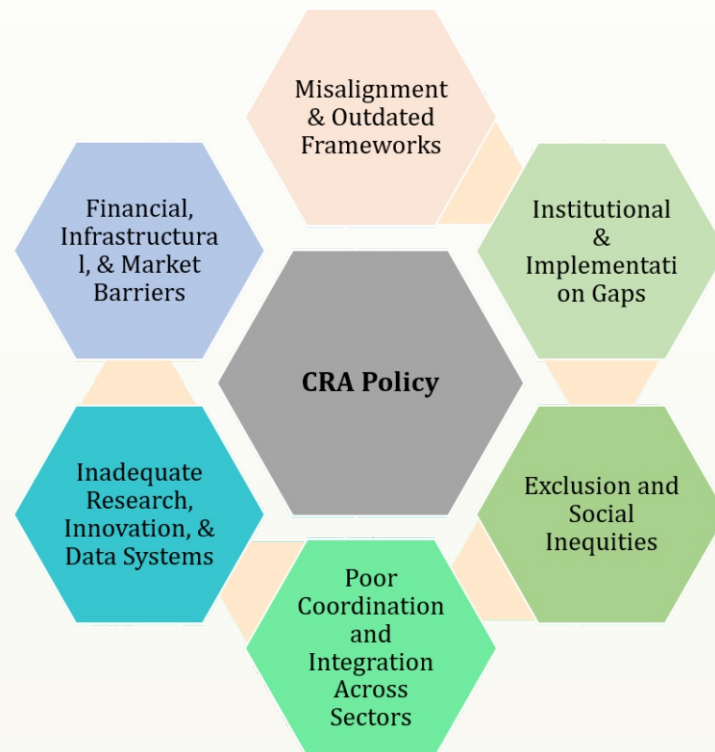 Misalignment
& Outdated
Frameworks
Institutional
&
Implementati
on Gaps
Exclusion and
Social
Inequities
Poor
Coordination
and
Integration
Across
Sectors
Inadequate
Research,
Innovation, &
Data Systems
Financial,
Infrastructura
l, & Market
Barriers
CRA Policy